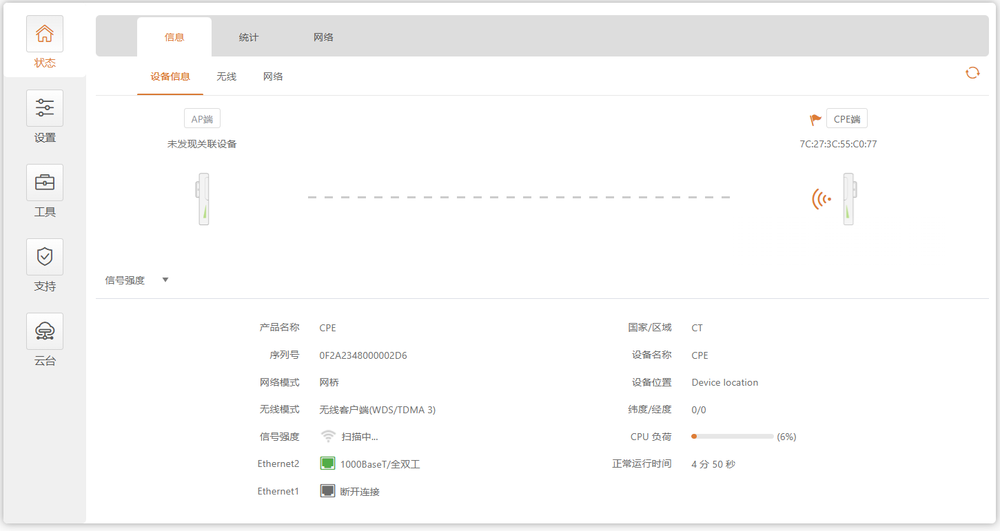 状态
设置
工具
支持
云台
信息 统计 网络
设备信息 无线 网络
AP端
未发现关联设备
CPE端
7C:27:3C:55:C0:77
信号强度
产品名称 CPE
序列号 0F2A2348000002D6
网络模式 网桥
无线模式 无线客户端(WDS/TDMA 3)
信号强度 扫描中...
Ethernet2 1000BaseT/全双工
Ethernet1 断开连接
国家/区域 CT
设备名称 CPE
设备位置 Device location
纬度/经度 0/0
CPU 负荷 (6%)
正常运行时间 4 分 50 秒